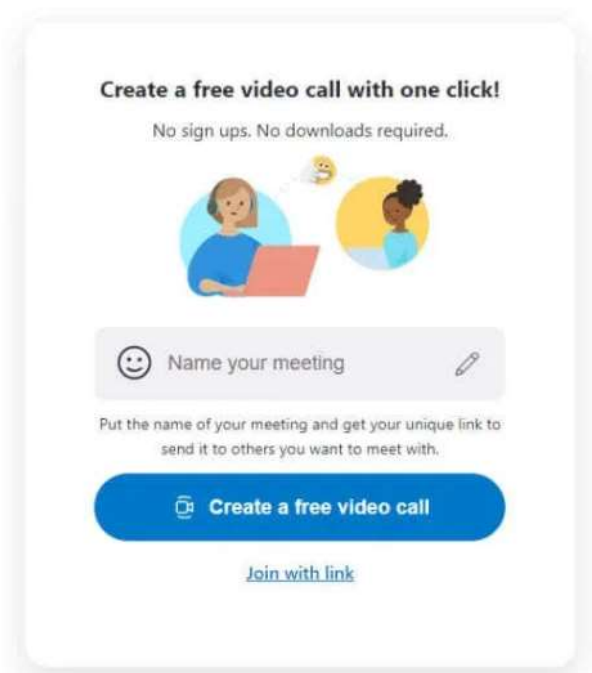 Create a free video call with one click!
No sign ups. No downloads required.
Name your meeting
Put the name of your meeting and get your unique link to
send it to others you want to meet with.
Create a free video call
Join with link